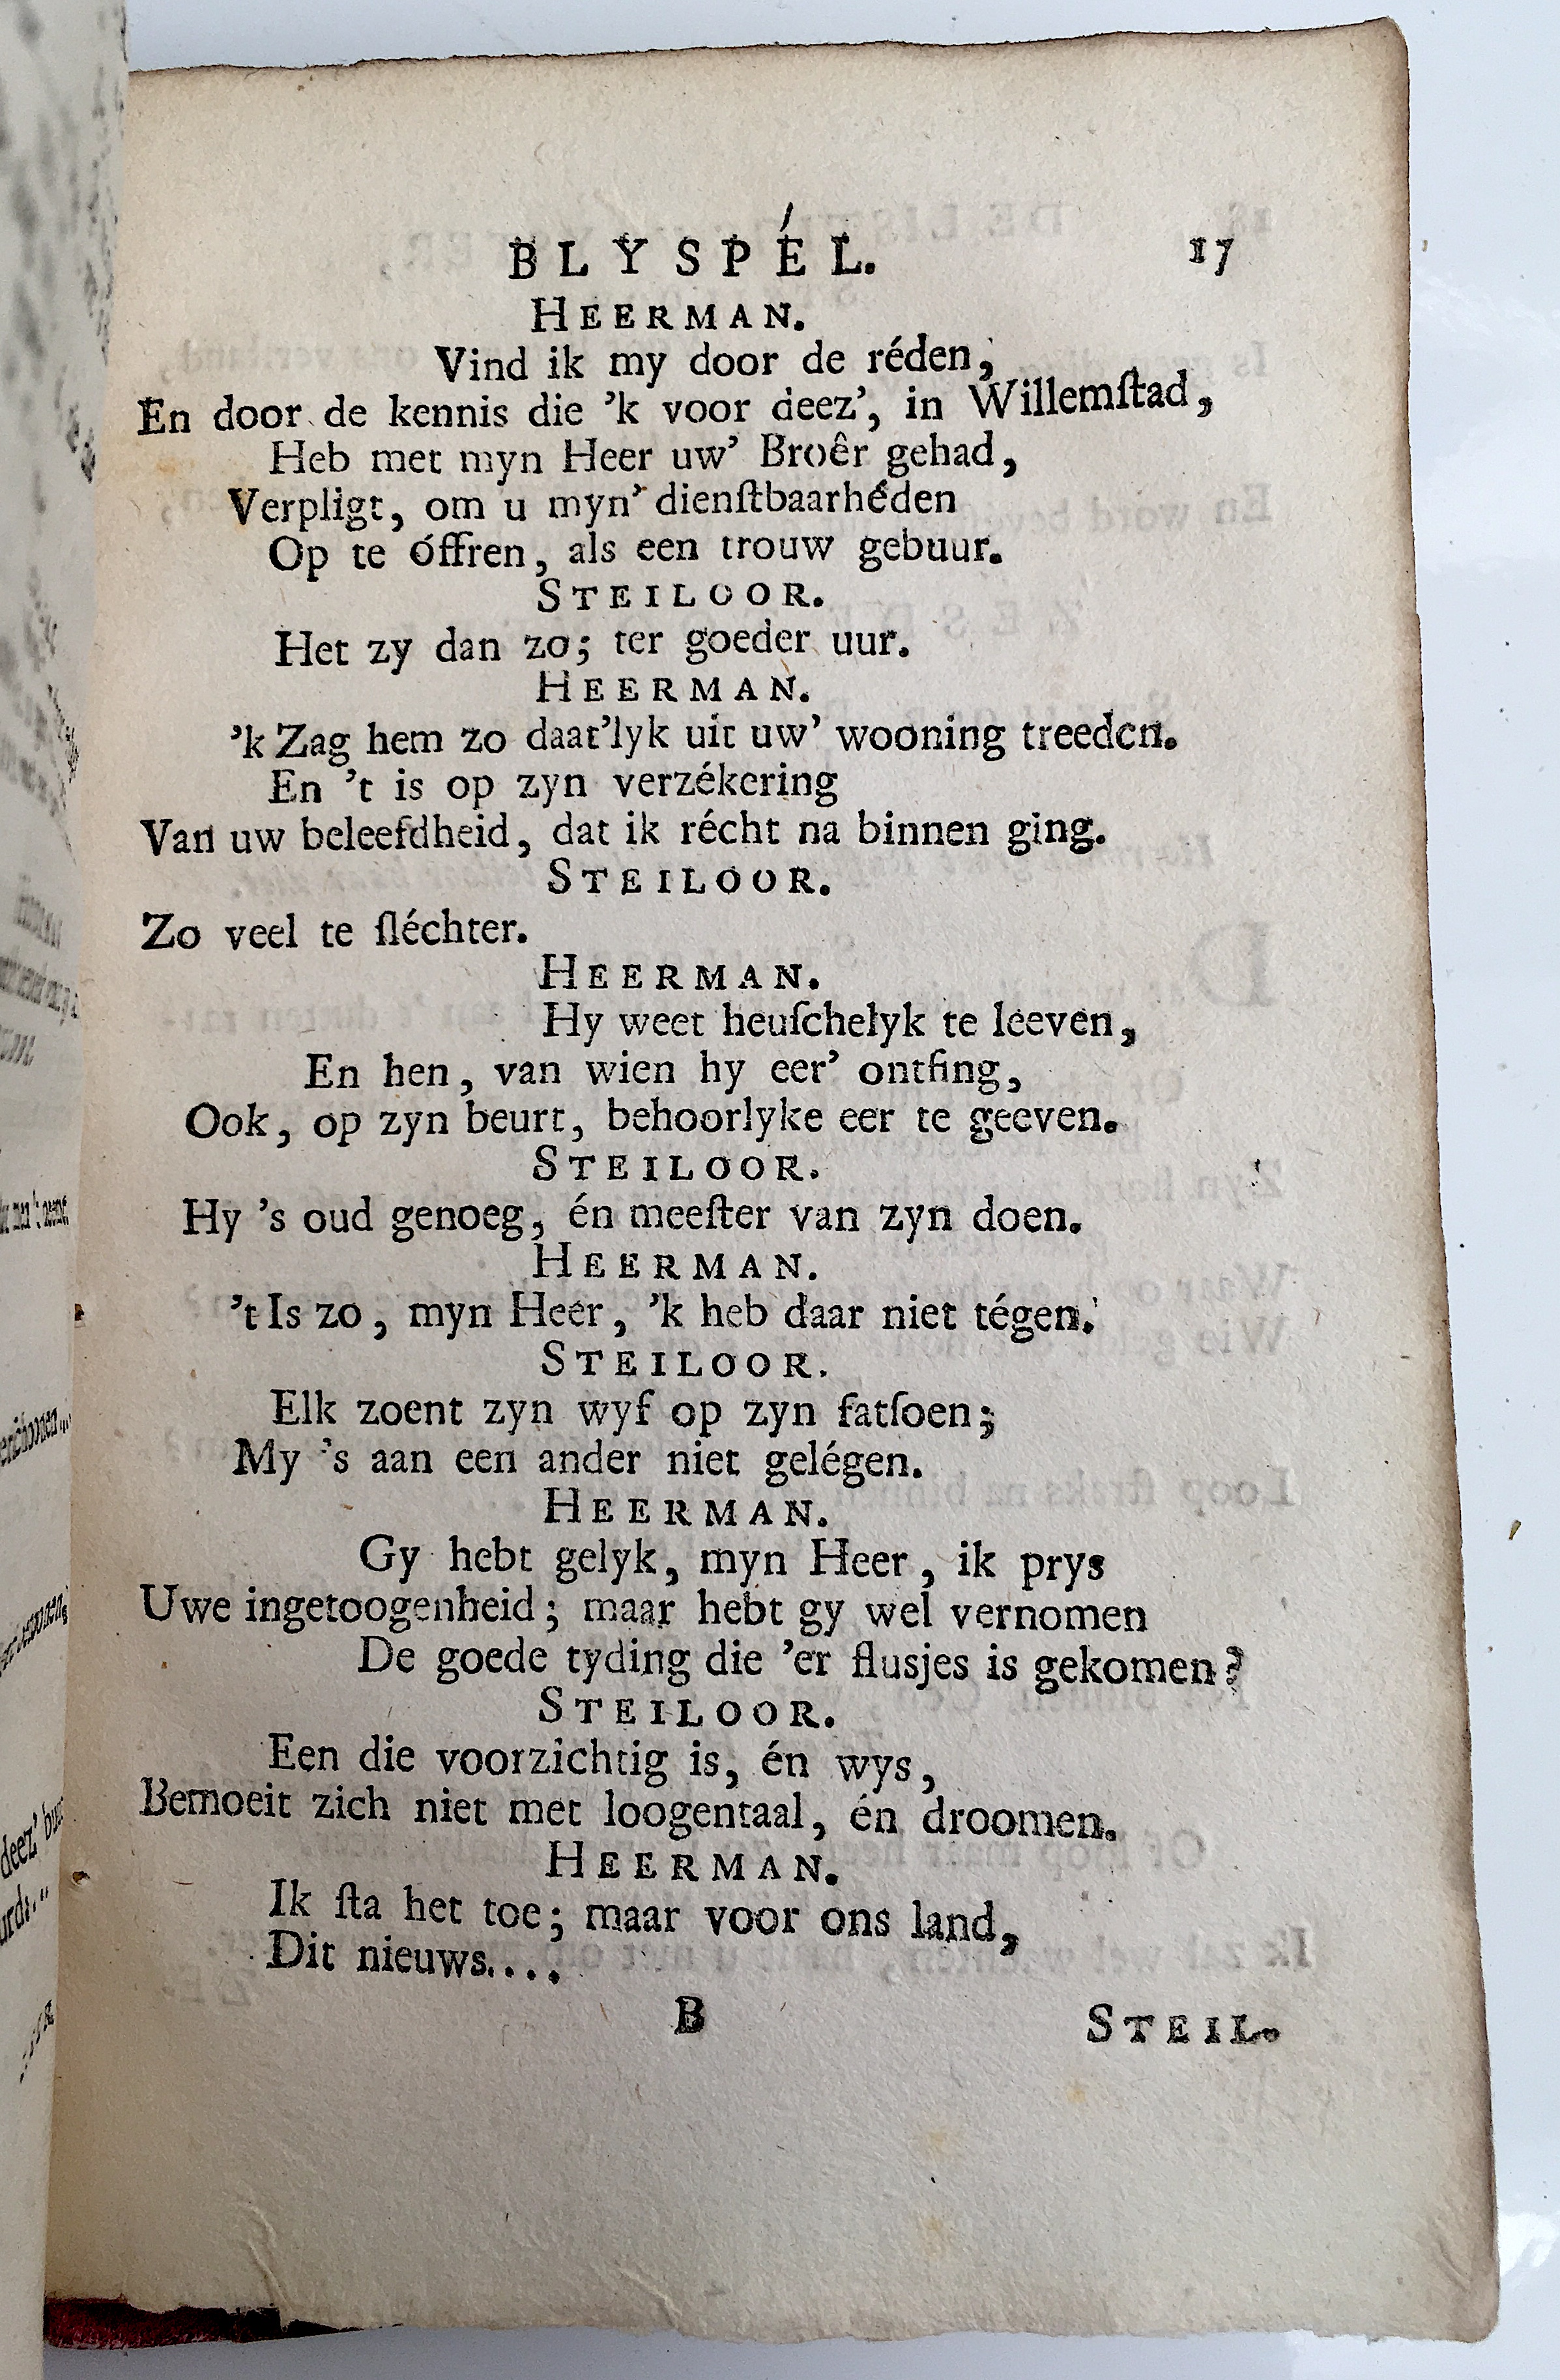 BLYSPÉL. 17
HEERMAN.
Vind ik my door de réden,
En door de kennis die 'k voor deez', in Willemſtad,
Heb met myn Heer uw' Broêr gehad,
Verpligt, om u myn' dienſtbaarhéden
Op te óffren, als een trouw gebuur.
STEILOOR.
Het zy dan zo; ter goeder uur.
HEERMAN.
'k Zag hem zo daat'lyk uit uw' wooning treeden.
En 't is op zyn verzékering
Van uw beleefdheid, dat ik récht na binnen ging.
STEILOOR.
Zo veel te ſléchter.
HEERMAN.
Hy weet heuſchelyk te leeven,
En hen, van wien hy eer' ontfing,
Ook, op zyn beurt, behoorlyke eer te geeven.
STEILOOR.
Hy 's oud genoeg, én meeſter van zyn doen.
HEERMAN.
't Is zo, myn Heer, 'k heb daar niet tégen.
STEILOOR.
Elk zoent zyn wyf op zyn fatſoen;
My 's aan een ander niet gelégen.
HEERMAN.
Gy hebt gelyk, myn Heer, ik prys
Uwe ingetoogenheid; maar hebt gy wel vernomen
De goede tyding die 'er fluſjes is gekomen?
STEILOOR.
Een die voorzichtig is, én wys,
Bemoeit zich niet met loogentaal, én droomen.
HEERMAN.
Ik ſta het toe; maar voor ons land,
Dit nieuws....
B STEIL.